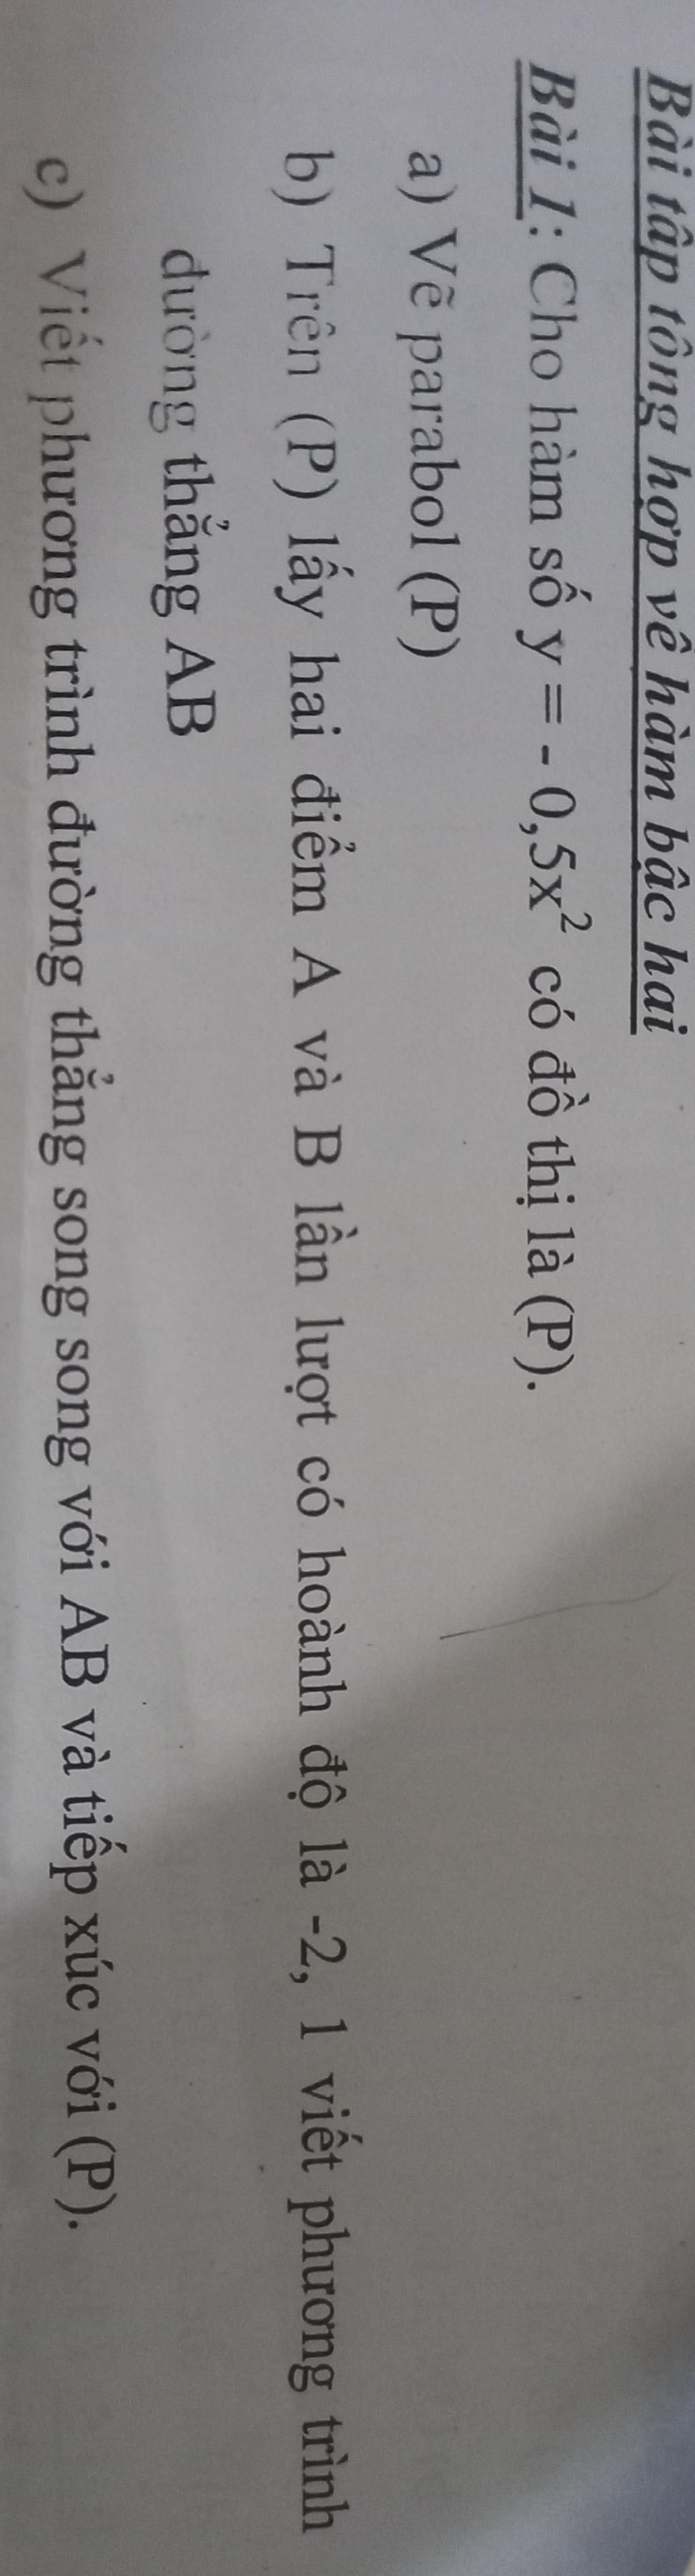 Bài tập tổng hợp về hàm bậc hai
Bài 1: Cho hàm số y = - 0,5x² có đồ thị là (P).
a) Vẽ parabol (P)
b) Trên (P) lấy hai điểm A và B lần lượt có hoành độ là -2, 1 viết phương trình
đường thẳng AB
c) Viết phương trình đường thẳng song song với AB và tiếp xúc với (P).